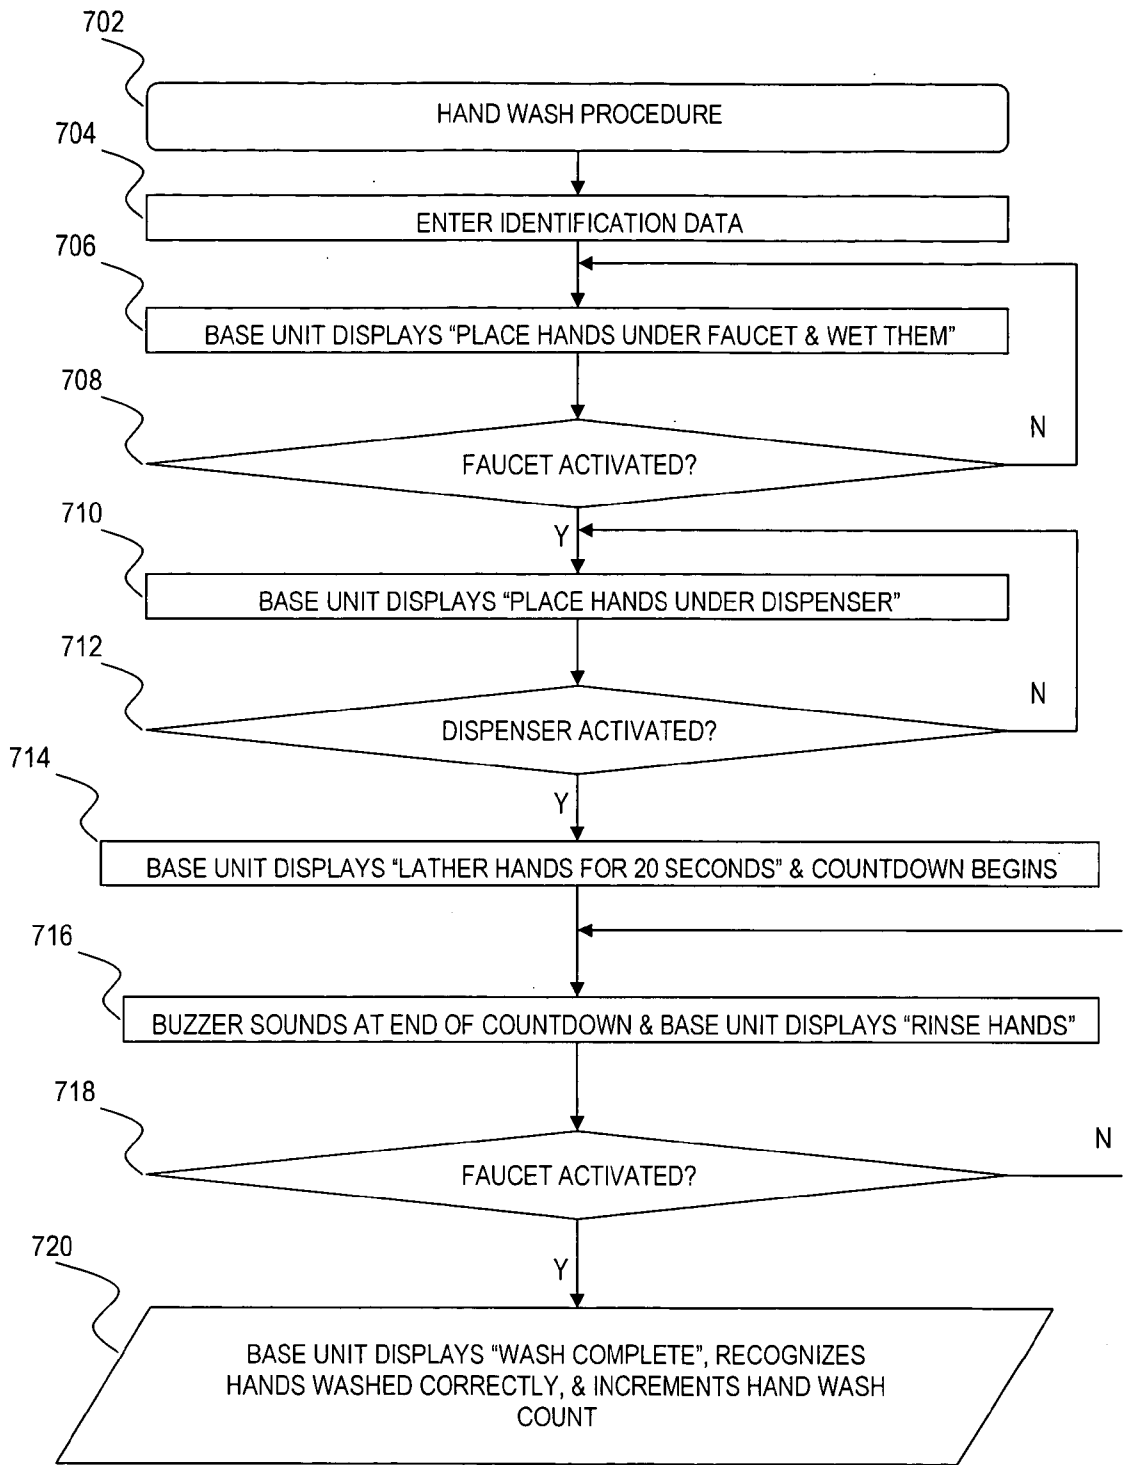 702
HAND WASH PROCEDURE
704
ENTER IDENTIFICATION DATA
706
BASE UNIT DISPLAYS “PLACE HANDS UNDER FAUCET & WET THEM”
708
N
FAUCET ACTIVATED?
710
Y
BASE UNIT DISPLAYS “PLACE HANDS UNDER DISPENSER”
712
N
DISPENSER ACTIVATED?
714
Y
BASE UNIT DISPLAYS “LATHER HANDS FOR 20 SECONDS” & COUNTDOWN BEGINS
716
BUZZER SOUNDS AT END OF COUNTDOWN & BASE UNIT DISPLAYS “RINSE HANDS”
718
N
FAUCET ACTIVATED?
720
Y
BASE UNIT DISPLAYS “WASH COMPLETE”, RECOGNIZES
HANDS WASHED CORRECTLY, & INCREMENTS HAND WASH
COUNT